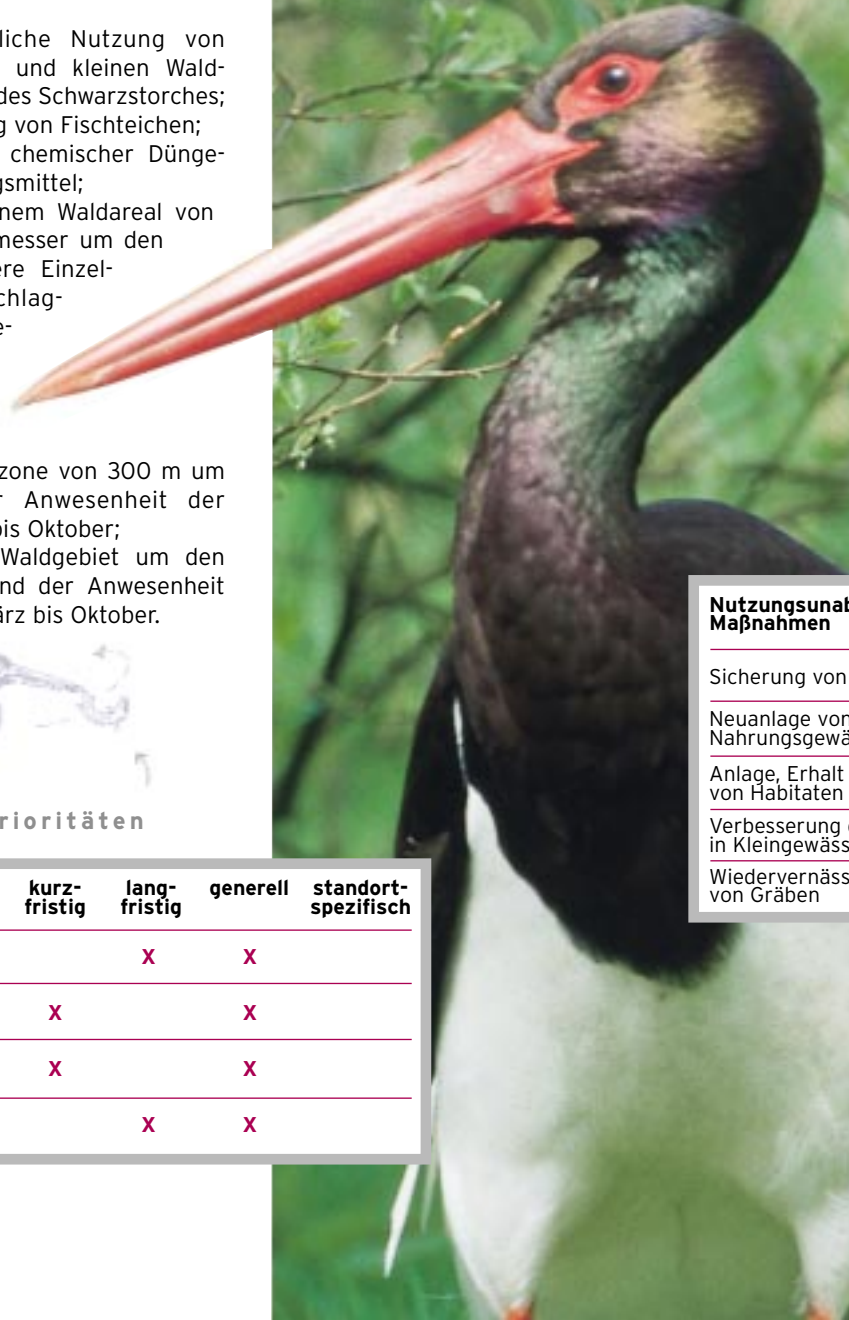 liche Nutzung von
und kleinen Wald-
des Schwarzstorches;
g von Fischteichen;
chemischer Dünge-
gsmittel;
nem Waldareal von
messer um den
ere Einzel-
chlag-
e-
zone von 300 m um
r Anwesenheit der
bis Oktober;
Waldgebiet um den
nd der Anwesenheit
ärz bis Oktober.
rioritäten
kurz- lang- generell standort-
fristig fristig spezifisch
X X
X X
X X
X X
Nutzungsunab
Maßnahmen
Sicherung von
Neuanlage von
Nahrungsgewä
Anlage, Erhalt
von Habitaten
Verbesserung
in Kleingewäss
Wiedervernäss
von Gräben